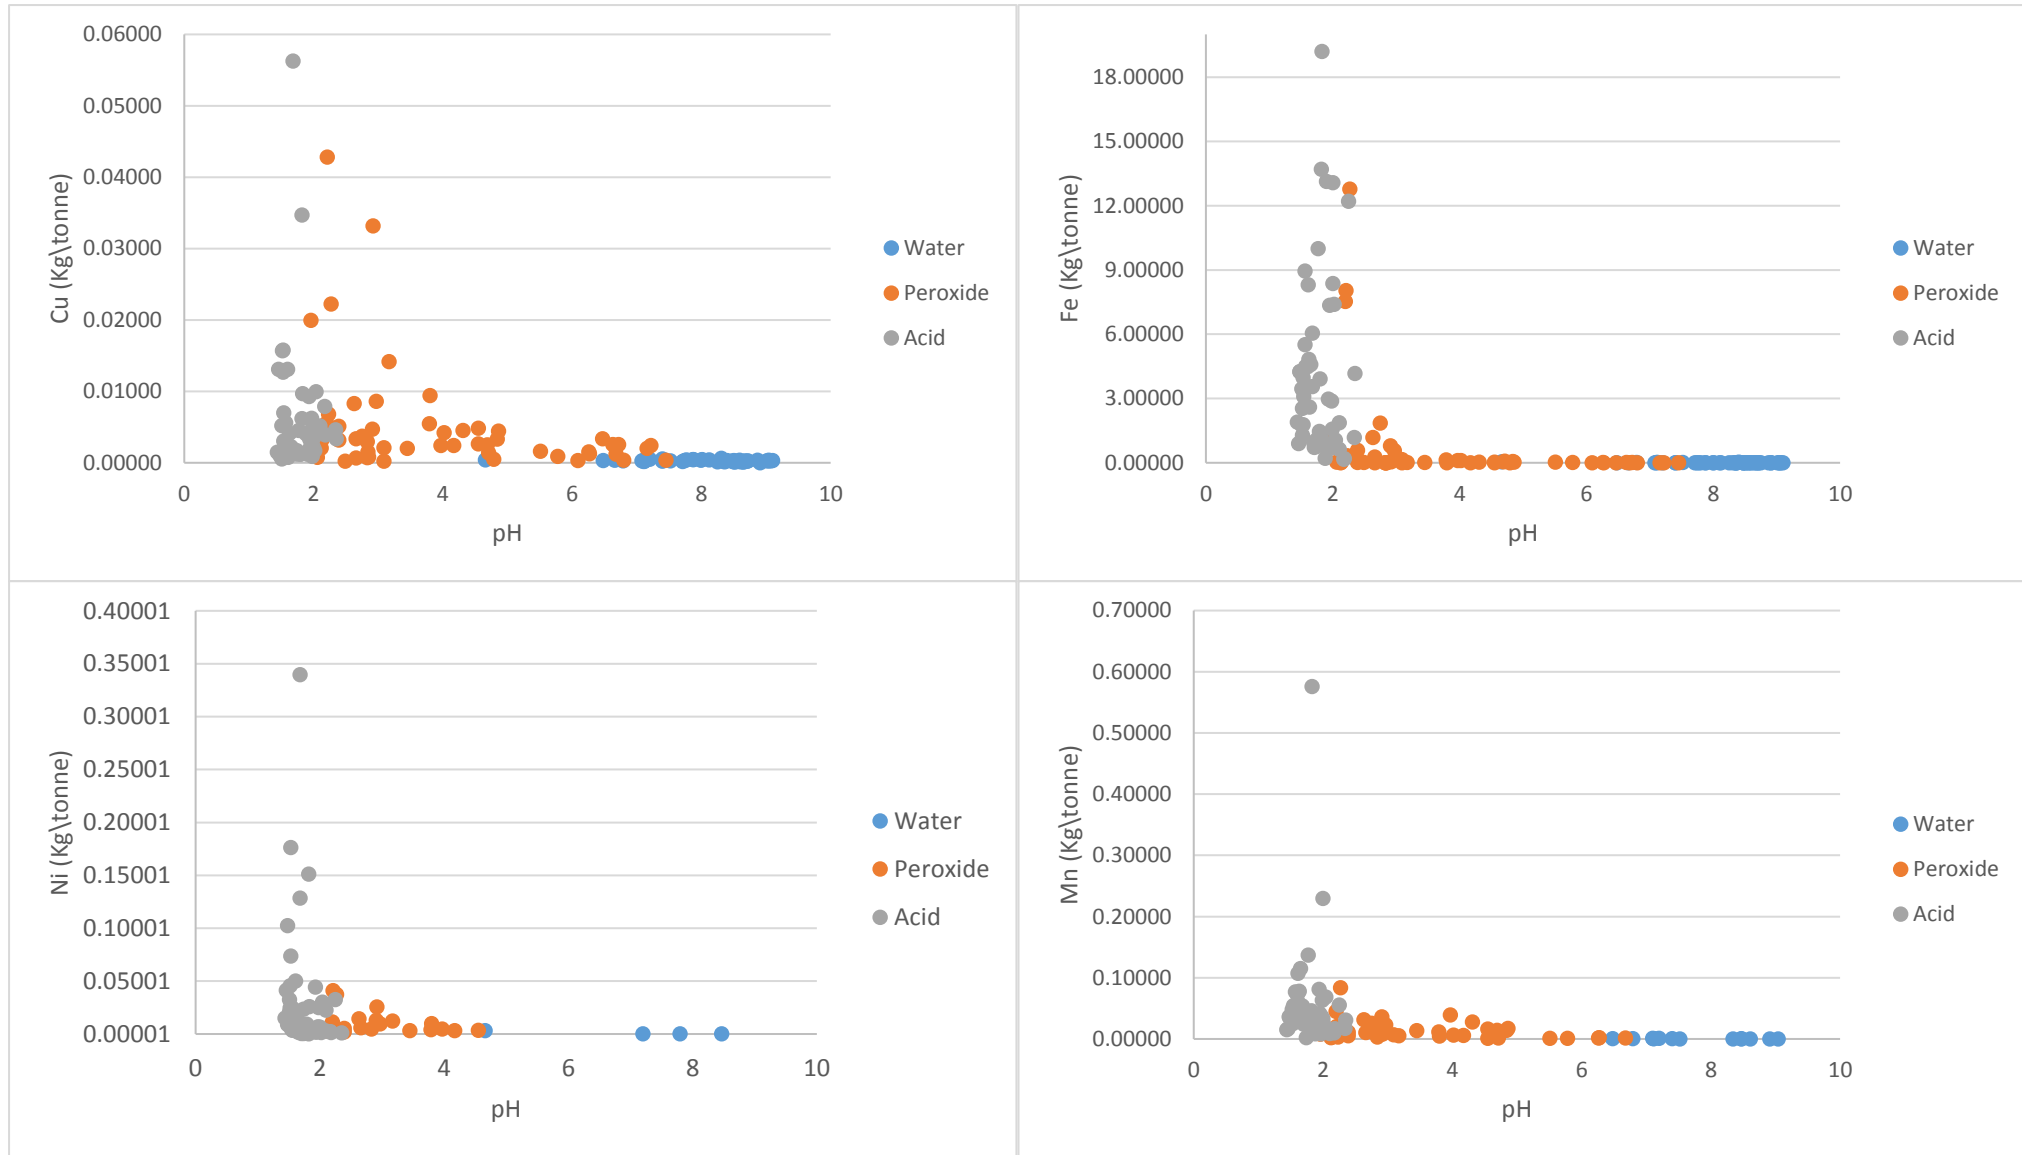 0.06000
0.05000
0.04000
0.03000
0.02000
0.01000
0.00000
0 2 4 6 8 10
Cu (Kg\tonne)
pH
Water
Peroxide
Acid
18.00000
15.00000
12.00000
9.00000
6.00000
3.00000
0.00000
0 2 4 6 8 10
Fe (Kg\tonne)
pH
Water
Peroxide
Acid
0.40001
0.35001
0.30001
0.25001
0.20001
0.15001
0.10001
0.05001
0.00001
0 2 4 6 8 10
Ni (Kg\tonne)
pH
Water
Peroxide
Acid
0.70000
0.60000
0.50000
0.40000
0.30000
0.20000
0.10000
0.00000
0 2 4 6 8 10
Mn (Kg\tonne)
pH
Water
Peroxide
Acid